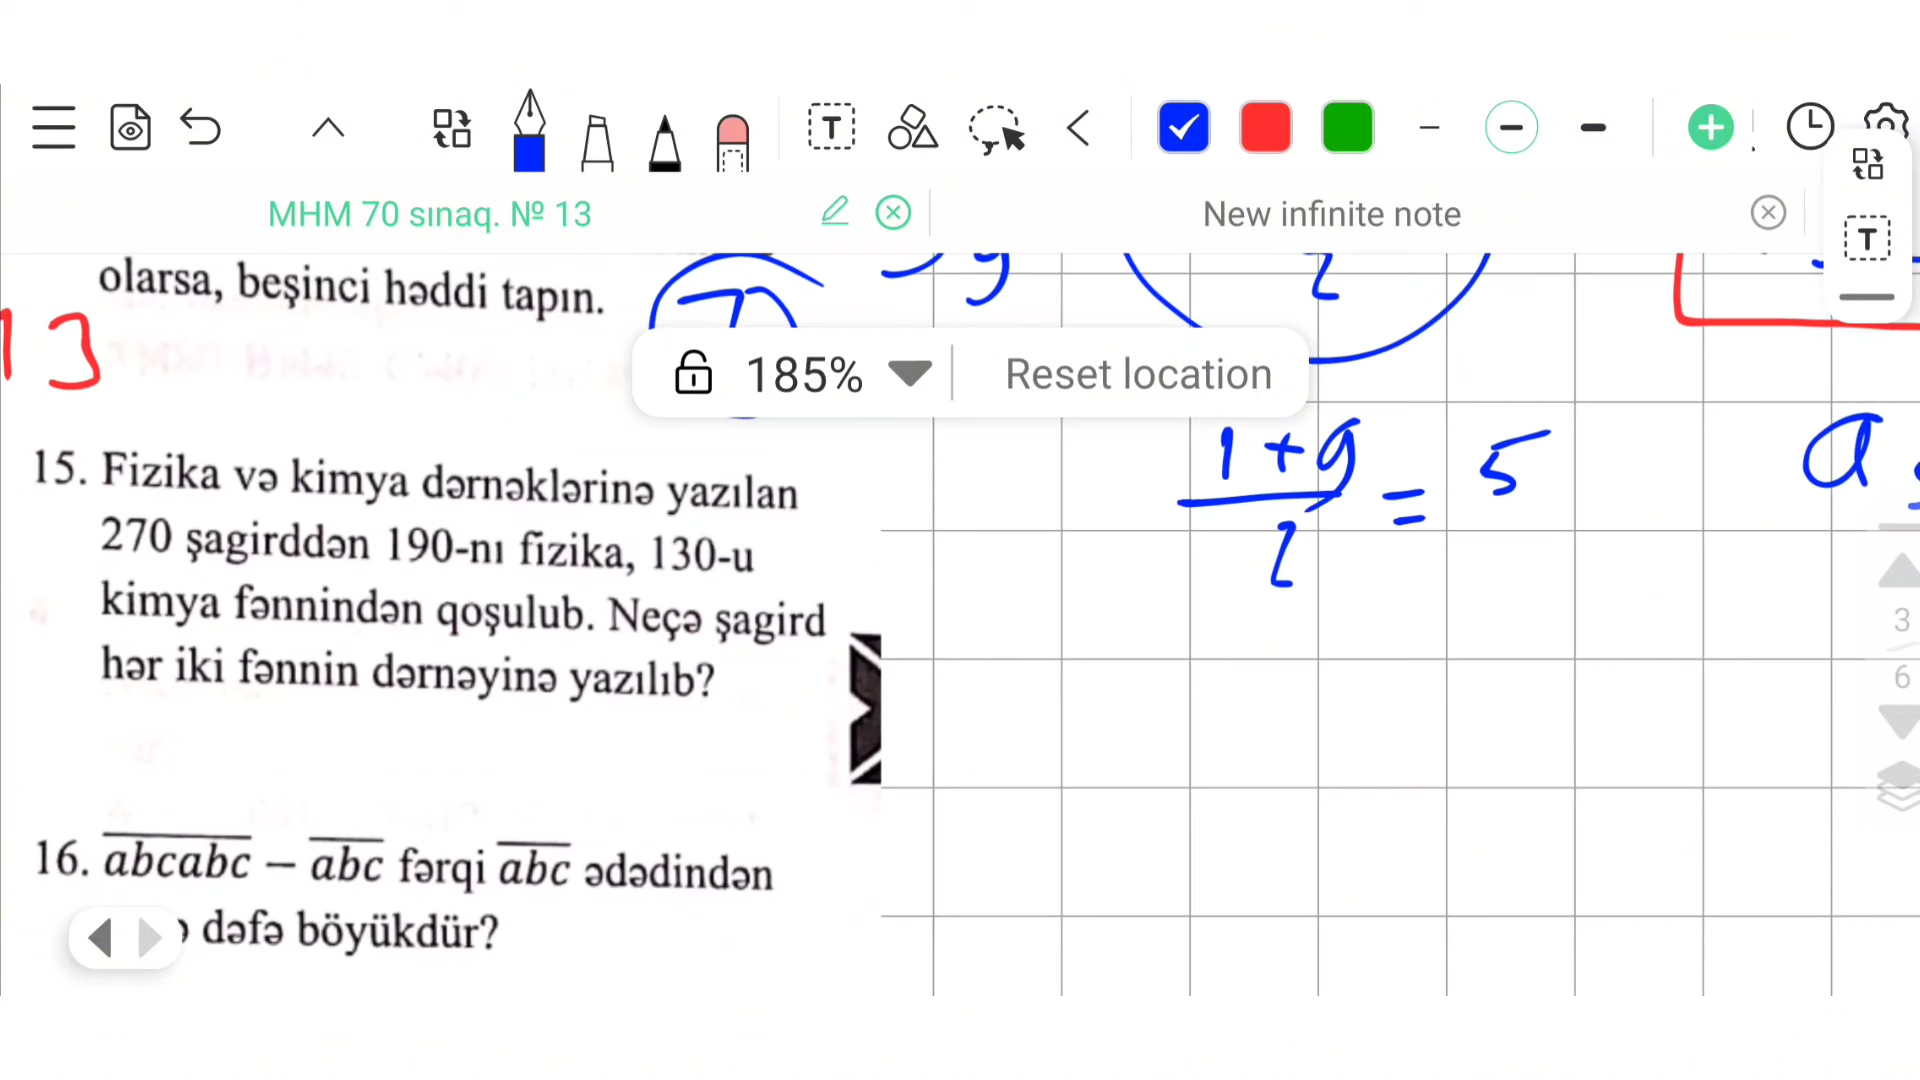 MHM 70 sınaq. № 13
New infinite note
T
T
olarsa, beşinci həddi tapın.
13
185%
Reset location
1+9
= 5
2
a
15. Fizika və kimya dərnəklərinə yazılan
270 şagirddən 190-nı fizika, 130-u
kimya fənnindən qoşulub. Neçə şagird
hər iki fənnin dərnəyinə yazılıb?
3
6
16. abcabc – abc fərqi abc ədədindən
dəfə böyükdür?